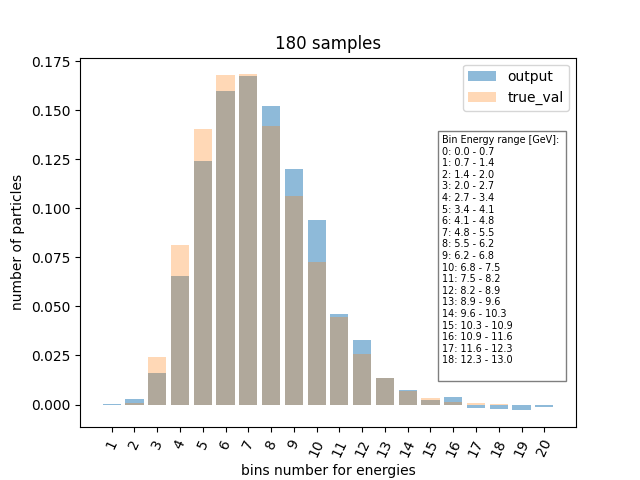 180 samples
0.175
0.150
0.125
0.100
0.075
0.050
0.025
0.000
number of particles
output
true_val
Bin Energy range [GeV]:
0: 0.0 - 0.7
1: 0.7 - 1.4
2: 1.4 - 2.0
3: 2.0 - 2.7
4: 2.7 - 3.4
5: 3.4 - 4.1
6: 4.1 - 4.8
7: 4.8 - 5.5
8: 5.5 - 6.2
9: 6.2 - 6.8
10: 6.8 - 7.5
11: 7.5 - 8.2
12: 8.2 - 8.9
13: 8.9 - 9.6
14: 9.6 - 10.3
15: 10.3 - 10.9
16: 10.9 - 11.6
17: 11.6 - 12.3
18: 12.3 - 13.0
1 2 3 4 5 6 7 8 9 10 11 12 13 14 15 16 17 18 19 20
bins number for energies